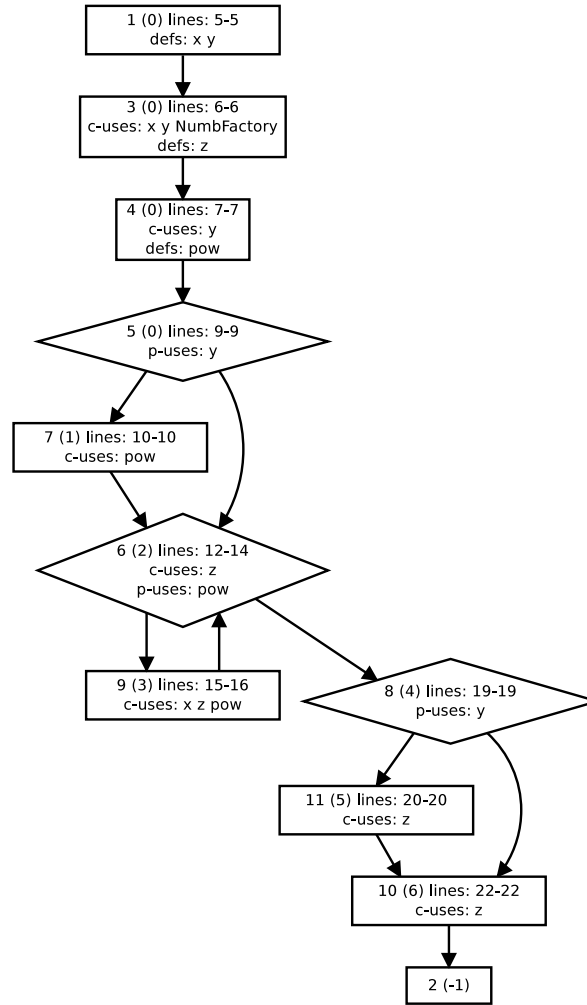 1 (0) lines: 5-5
defs: x y
3 (0) lines: 6-6
c-uses: x y NumbFactory
defs: z
4 (0) lines: 7-7
c-uses: y
defs: pow
5 (0) lines: 9-9
p-uses: y
7 (1) lines: 10-10
c-uses: pow
6 (2) lines: 12-14
c-uses: z
p-uses: pow
9 (3) lines: 15-16
c-uses: x z pow
8 (4) lines: 19-19
p-uses: y
11 (5) lines: 20-20
c-uses: z
10 (6) lines: 22-22
c-uses: z
2 (-1)